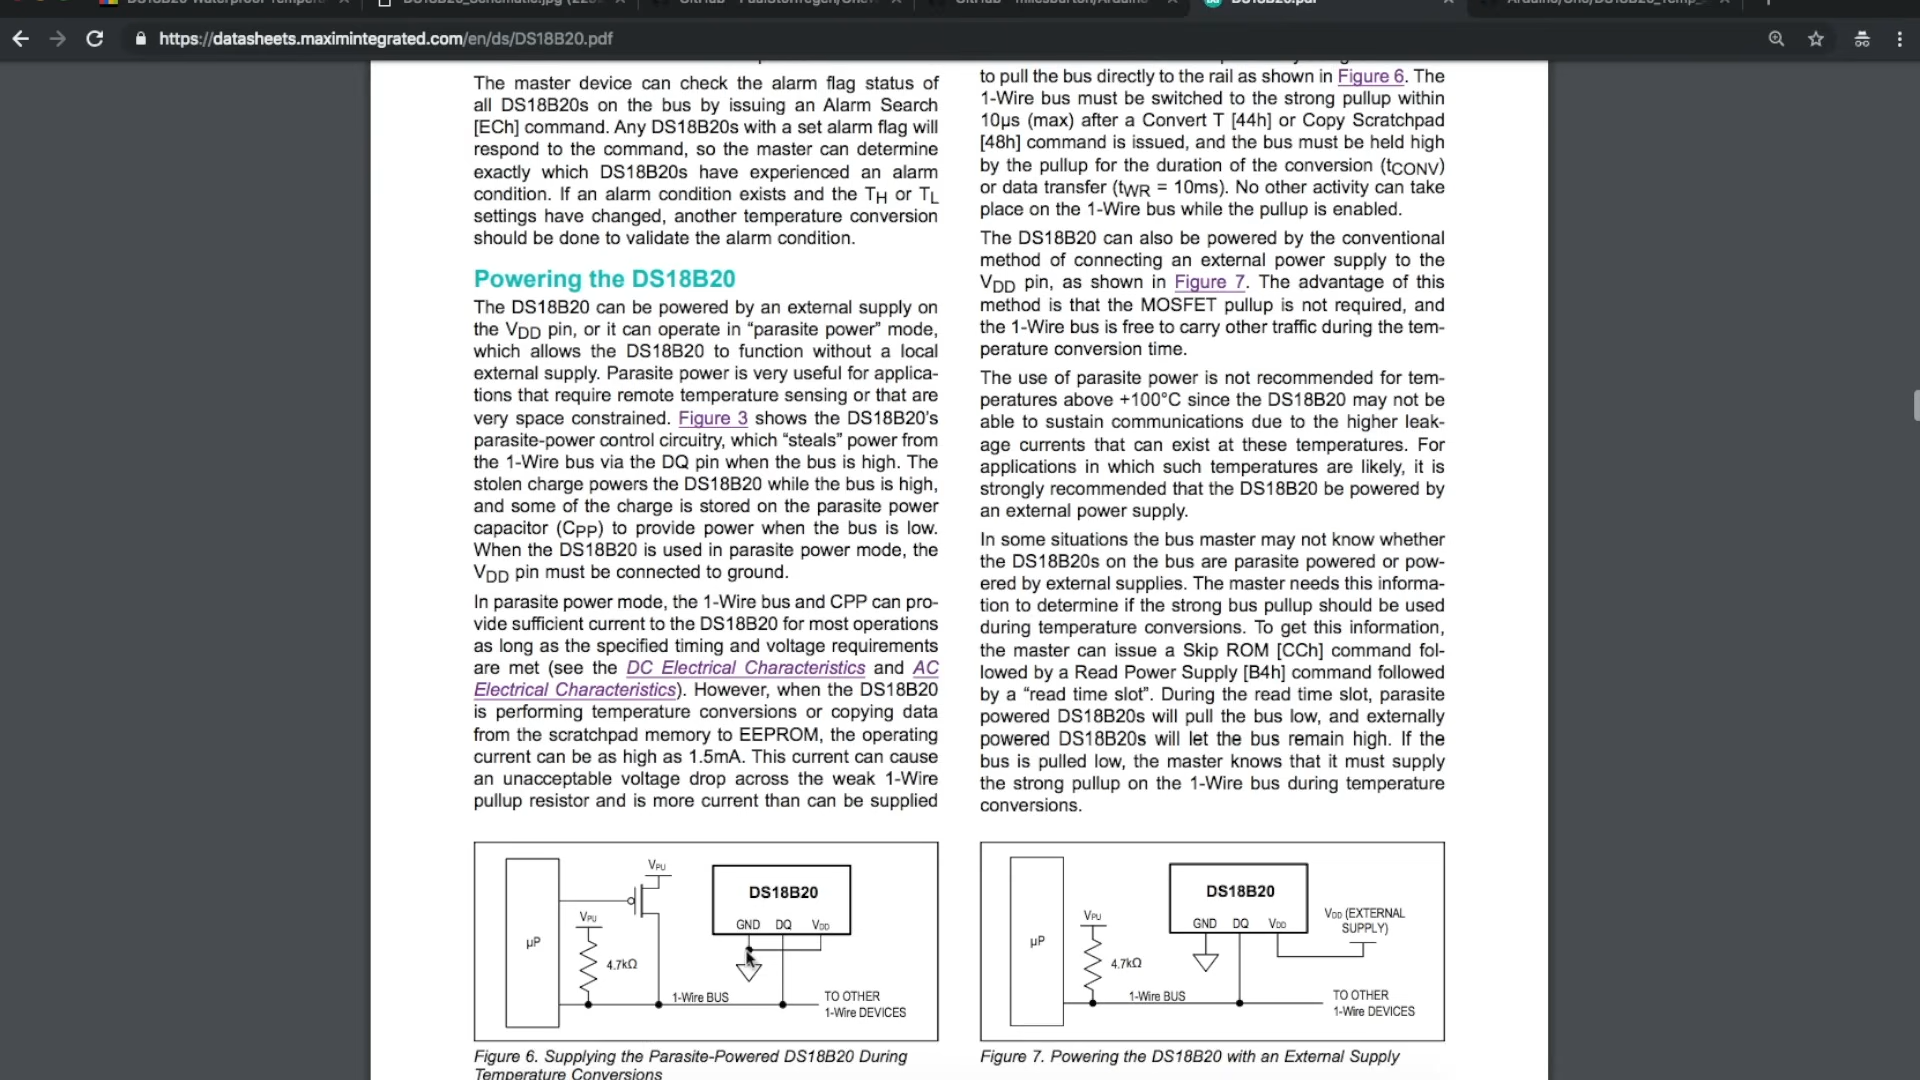 DS18B20 Waterproof Temper
DS18B20_Schematic.jpg (22
DS18B20.pdf
https://datasheets.maximintegrated.com/en/ds/DS18B20.pdf
The master device can check the alarm flag status of
all DS18B20s on the bus by issuing an Alarm Search
[ECh] command. Any DS18B20s with a set alarm flag will
respond to the command, so the master can determine
exactly which DS18B20s have experienced an alarm
condition. If an alarm condition exists and the TH or TL
settings have changed, another temperature conversion
should be done to validate the alarm condition.
Powering the DS18B20
The DS18B20 can be powered by an external supply on
the VDD pin, or it can operate in “parasite power” mode,
which allows the DS18B20 to function without a local
external supply. Parasite power is very useful for applica-
tions that require remote temperature sensing or that are
very space constrained. Figure 3 shows the DS18B20’s
parasite-power control circuitry, which “steals” power from
the 1-Wire bus via the DQ pin when the bus is high. The
stolen charge powers the DS18B20 while the bus is high,
and some of the charge is stored on the parasite power
capacitor (CPP) to provide power when the bus is low.
When the DS18B20 is used in parasite power mode, the
VDD pin must be connected to ground.
In parasite power mode, the 1-Wire bus and CPP can pro-
vide sufficient current to the DS18B20 for most operations
as long as the specified timing and voltage requirements
are met (see the DC Electrical Characteristics and AC
Electrical Characteristics). However, when the DS18B20
is performing temperature conversions or copying data
from the scratchpad memory to EEPROM, the operating
current can be as high as 1.5mA. This current can cause
an unacceptable voltage drop across the weak 1-Wire
pullup resistor and is more current than can be supplied
to pull the bus directly to the rail as shown in Figure 6. The
1-Wire bus must be switched to the strong pullup within
10µs (max) after a Convert T [44h] or Copy Scratchpad
[48h] command is issued, and the bus must be held high
by the pullup for the duration of the conversion (tCONV)
or data transfer (tWR = 10ms). No other activity can take
place on the 1-Wire bus while the pullup is enabled.
The DS18B20 can also be powered by the conventional
method of connecting an external power supply to the
VDD pin, as shown in Figure 7. The advantage of this
method is that the MOSFET pullup is not required, and
the 1-Wire bus is free to carry other traffic during the tem-
perature conversion time.
The use of parasite power is not recommended for tem-
peratures above +100°C since the DS18B20 may not be
able to sustain communications due to the higher leak-
age currents that can exist at these temperatures. For
applications in which such temperatures are likely, it is
strongly recommended that the DS18B20 be powered by
an external power supply.
In some situations the bus master may not know whether
the DS18B20s on the bus are parasite powered or pow-
ered by external supplies. The master needs this informa-
tion to determine if the strong bus pullup should be used
during temperature conversions. To get this information,
the master can issue a Skip ROM [CCh] command fol-
lowed by a Read Power Supply [B4h] command followed
by a “read time slot”. During the read time slot, parasite
powered DS18B20s will pull the bus low, and externally
powered DS18B20s will let the bus remain high. If the
bus is pulled low, the master knows that it must supply
the strong pullup on the 1-Wire bus during temperature
conversions.
VPU
DS18B20
GND DQ VDD
VPU
µP
4.7kΩ
1-Wire BUS
TO OTHER
1-Wire DEVICES
Figure 6. Supplying the Parasite-Powered DS18B20 During
Temperature Conversions
DS18B20
GND DQ VDD
VDD (EXTERNAL
SUPPLY)
VPU
µP
4.7kΩ
1-Wire BUS
TO OTHER
1-Wire DEVICES
Figure 7. Powering the DS18B20 with an External Supply